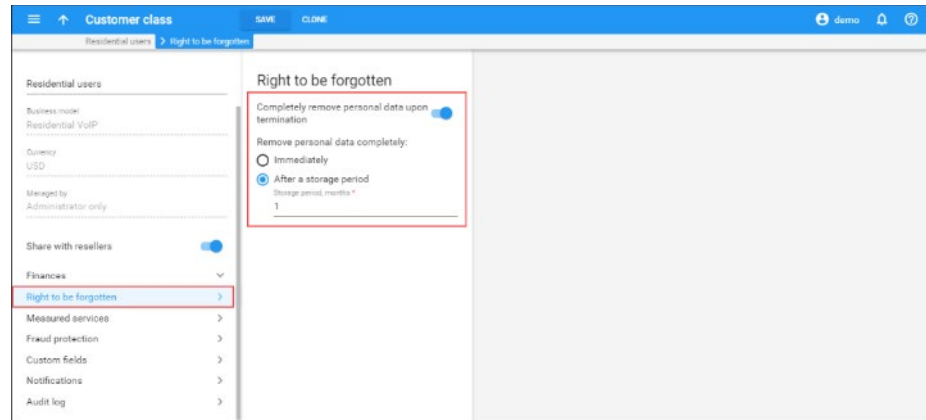 Customer class
SAVE
CLONE
demo
Residential users
Right to be forgotten
Residential users
Business model
Residential VoIP
Currency
USD
Managed by
Administrator only
Share with resellers
Finances
Right to be forgotten
Measured services
Fraud protection
Custom fields
Notifications
Audit log
Right to be forgotten
Completely remove personal data upon
termination
Remove personal data completely:
Immediately
After a storage period
Storage period, months *
1